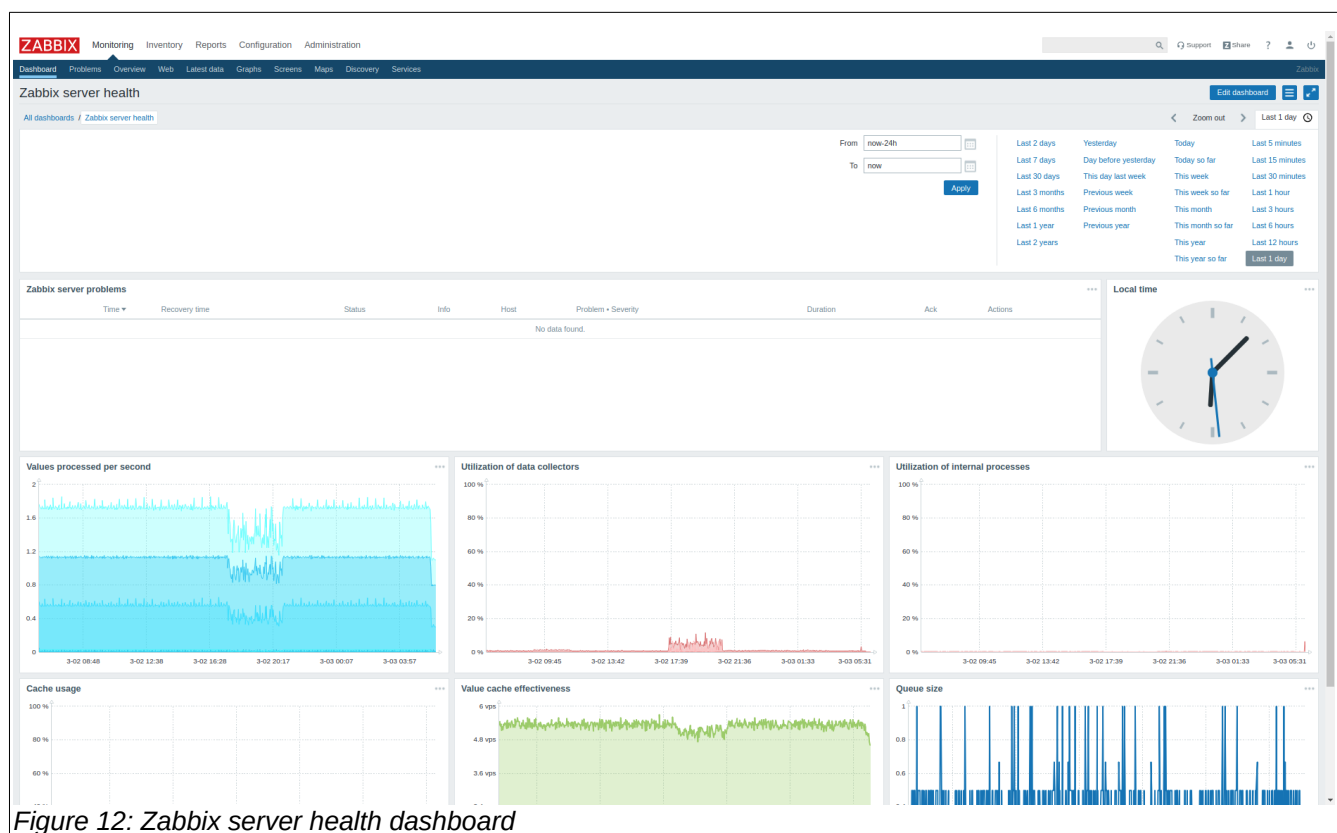 ZABBIX Monitoring Inventory Reports Configuration Administration Support Z Share ?
Dashboard Problems Overview Web Latest data Graphs Screens Maps Discovery Services Zabbix
Zabbix server health Edit dashboard
All dashboards / Zabbix server health Zoom out Last 1 day
From now-24h
To now
Apply
Last 2 days Yesterday Today Last 5 minutes
Last 7 days Day before yesterday Today so far Last 15 minutes
Last 30 days This day last week This week Last 30 minutes
Last 3 months Previous week This week so far Last 1 hour
Last 6 months Previous month This month Last 3 hours
Last 1 year Previous year This month so far Last 6 hours
Last 2 years This year Last 12 hours
This year so far Last 1 day
Zabbix server problems
Time Recovery time Status Info Host Problem • Severity Duration Ack Actions
No data found.
Local time
Values processed per second
2
1.6
1.2
0.8
0.4
0
3-02 08:48 3-02 12:38 3-02 16:28 3-02 20:17 3-03 00:07 3-03 03:57
Utilization of data collectors
100 %
80 %
60 %
40 %
20 %
0 %
3-02 09:45 3-02 13:42 3-02 17:39 3-02 21:36 3-03 01:33 3-03 05:31
Utilization of internal processes
100 %
80 %
60 %
40 %
20 %
0 %
3-02 09:45 3-02 13:42 3-02 17:39 3-02 21:36 3-03 01:33 3-03 05:31
Cache usage
100 %
80 %
60 %
Value cache effectiveness
6 vps
4.8 vps
3.6 vps
Queue size
1
0.8
0.6
Figure 12: Zabbix server health dashboard